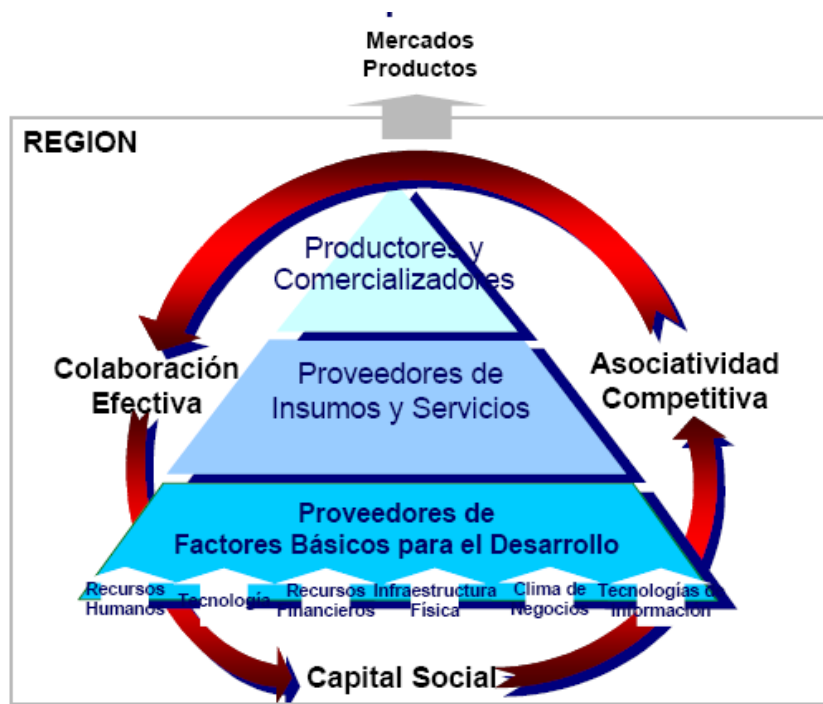 Mercados
Productos
REGION
Productores y
Comercializadores
Colaboración
Efectiva
Proveedores de
Insumos y Servicios
Asociatividad
Competitiva
Proveedores de
Factores Básicos para el Desarrollo
Recursos
Humanos
Tecnología
Recursos
Financieros
Infraestructura
Física
Clima de
Negocios
Tecnologías de
Información
Capital Social